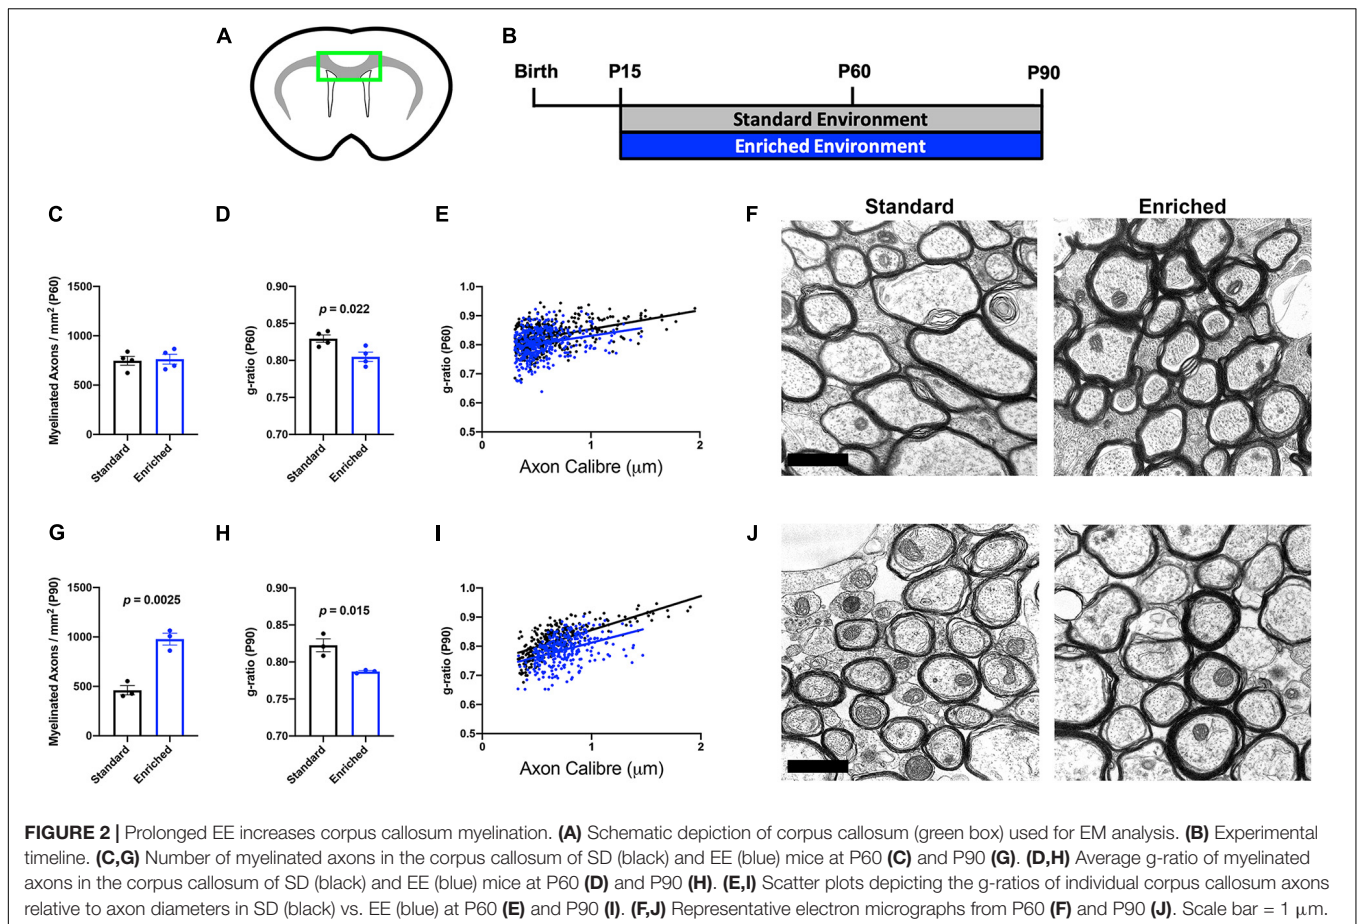 A
B
Birth P15 P60 P90
Standard Environment
Enriched Environment
C
Myelinated Axons / mm² (P60)
1500
1000
500
0
Standard Enriched
D
g-ratio (P60)
0.90
0.85
0.80
0.75
0.70
p = 0.022
Standard Enriched
E
g-ratio (P60)
1.0
0.9
0.8
0.7
0.6
0.5
0 1 2
Axon Calibre (μm)
F
Standard Enriched
G
Myelinated Axons / mm² (P90)
1500
1000
500
0
p = 0.0025
Standard Enriched
H
g-ratio (P90)
0.90
0.85
0.80
0.75
0.70
p = 0.015
Standard Enriched
I
g-ratio (P90)
1.0
0.9
0.8
0.7
0.6
0.5
0 1 2
Axon Calibre (μm)
J
FIGURE 2 | Prolonged EE increases corpus callosum myelination. (A) Schematic depiction of corpus callosum (green box) used for EM analysis. (B) Experimental
timeline. (C,G) Number of myelinated axons in the corpus callosum of SD (black) and EE (blue) mice at P60 (C) and P90 (G). (D,H) Average g-ratio of myelinated
axons in the corpus callosum of SD (black) and EE (blue) mice at P60 (D) and P90 (H). (E,I) Scatter plots depicting the g-ratios of individual corpus callosum axons
relative to axon diameters in SD (black) vs. EE (blue) at P60 (E) and P90 (I). (F,J) Representative electron micrographs from P60 (F) and P90 (J). Scale bar = 1 μm.